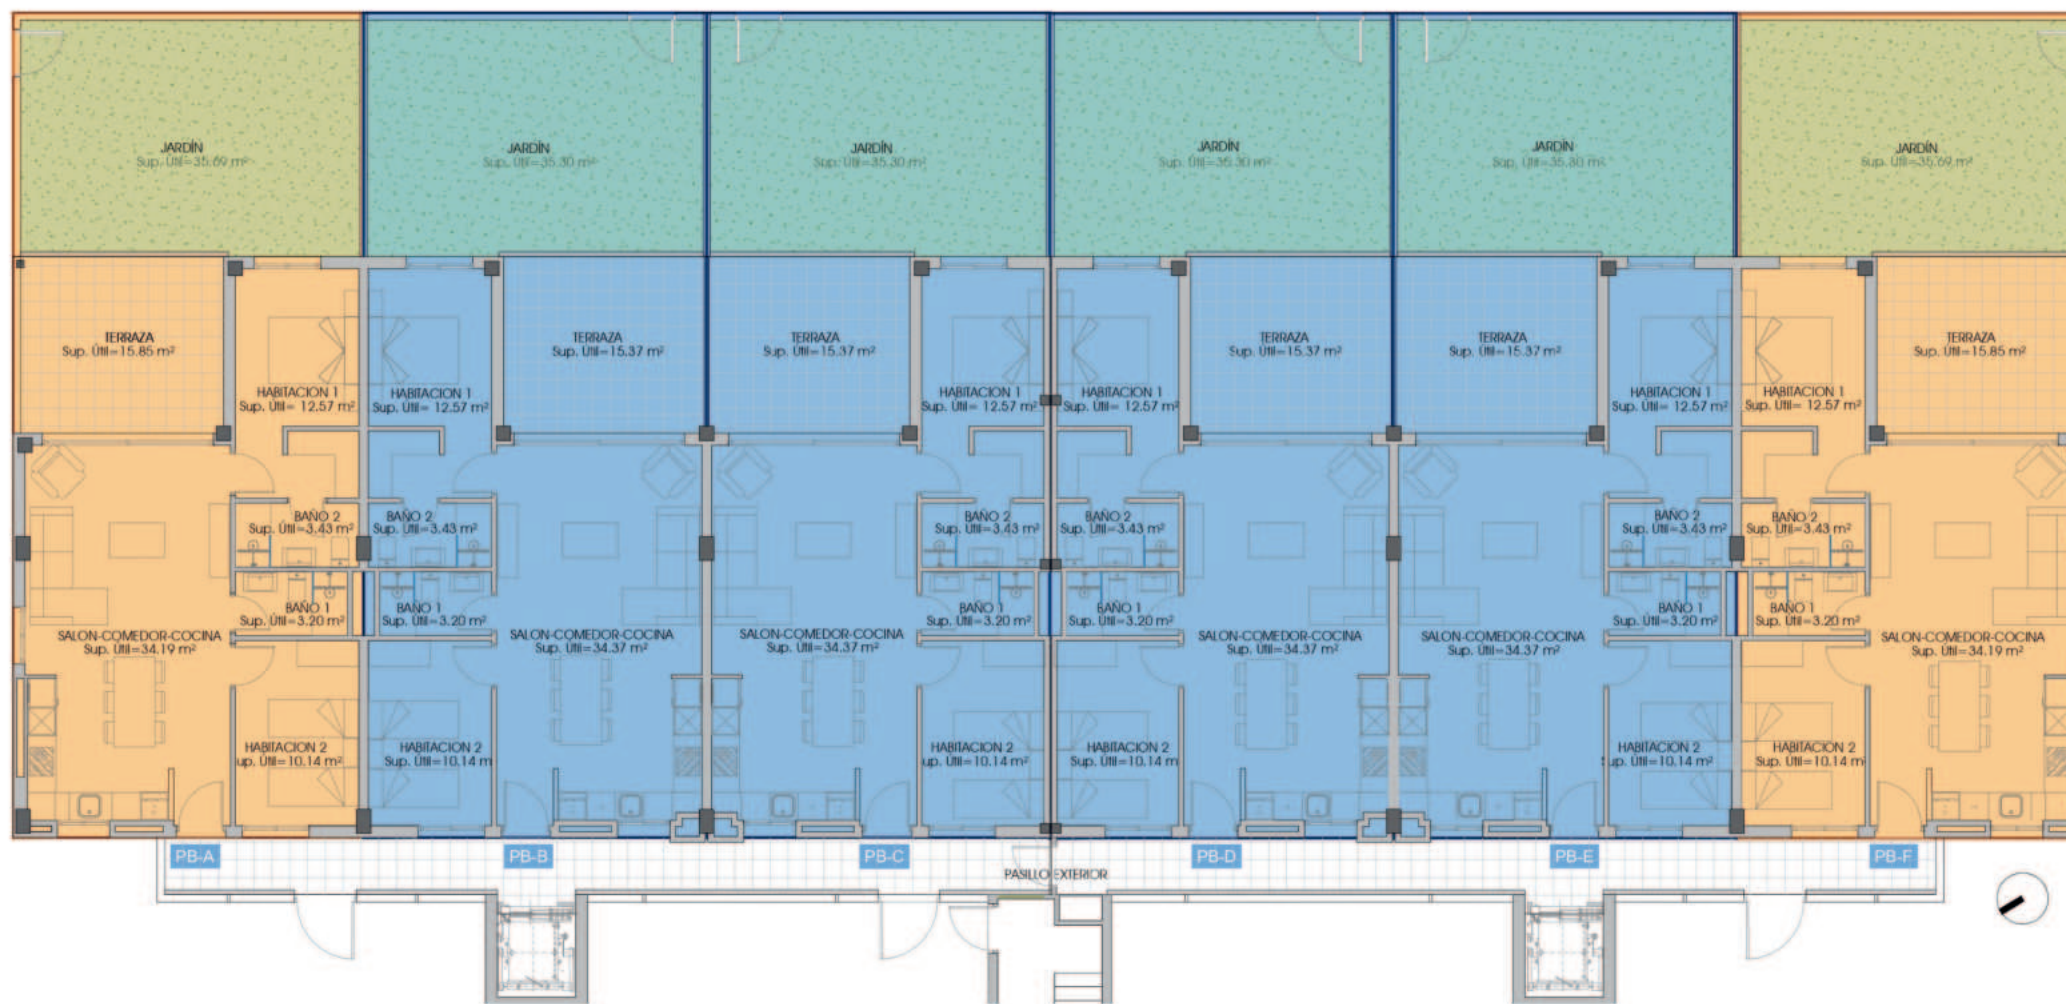 JARDÍN
Sup. Útil=35.69 m²
JARDÍN
Sup. Útil=35.30 m²
JARDÍN
Sup. Útil=35.30 m²
JARDÍN
Sup. Útil=35.30 m²
JARDÍN
Sup. Útil=35.30 m²
JARDÍN
Sup. Útil=35.69 m²
TERRAZA
Sup. Útil=15.85 m²
TERRAZA
Sup. Útil=15.37 m²
TERRAZA
Sup. Útil=15.37 m²
TERRAZA
Sup. Útil=15.37 m²
TERRAZA
Sup. Útil=15.37 m²
TERRAZA
Sup. Útil=15.85 m²
HABITACION 1
Sup. Útil= 12.57 m²
HABITACION 1
Sup. Útil= 12.57 m²
HABITACION 1
Sup. Útil= 12.57 m²
HABITACION 1
Sup. Útil= 12.57 m²
HABITACION 1
Sup. Útil= 12.57 m²
HABITACION 1
Sup. Útil= 12.57 m²
BAÑO 2
Sup. Útil=3.43 m²
BAÑO 2
Sup. Útil=3.43 m²
BAÑO 2
Sup. Útil=3.43 m²
BAÑO 2
Sup. Útil=3.43 m²
BAÑO 2
Sup. Útil=3.43 m²
BAÑO 2
Sup. Útil=3.43 m²
BAÑO 1
Sup. Útil=3.20 m²
BAÑO 1
Sup. Útil=3.20 m²
BAÑO 1
Sup. Útil=3.20 m²
BAÑO 1
Sup. Útil=3.20 m²
BAÑO 1
Sup. Útil=3.20 m²
BAÑO 1
Sup. Útil=3.20 m²
SALON-COMEDOR-COCINA
Sup. Útil=34.19 m²
SALON-COMEDOR-COCINA
Sup. Útil=34.37 m²
SALON-COMEDOR-COCINA
Sup. Útil=34.37 m²
SALON-COMEDOR-COCINA
Sup. Útil=34.37 m²
SALON-COMEDOR-COCINA
Sup. Útil=34.37 m²
SALON-COMEDOR-COCINA
Sup. Útil=34.19 m²
HABITACION 2
up. Útil=10.14 m²
HABITACION 2
Sup. Útil=10.14 m
HABITACION 2
up. Útil=10.14 m²
HABITACION 2
Sup. Útil=10.14 m
HABITACION 2
up. Útil=10.14 m²
HABITACION 2
Sup. Útil=10.14 m
PB-A
PB-B
PB-C
PB-D
PB-E
PB-F
PASILLO EXTERIOR